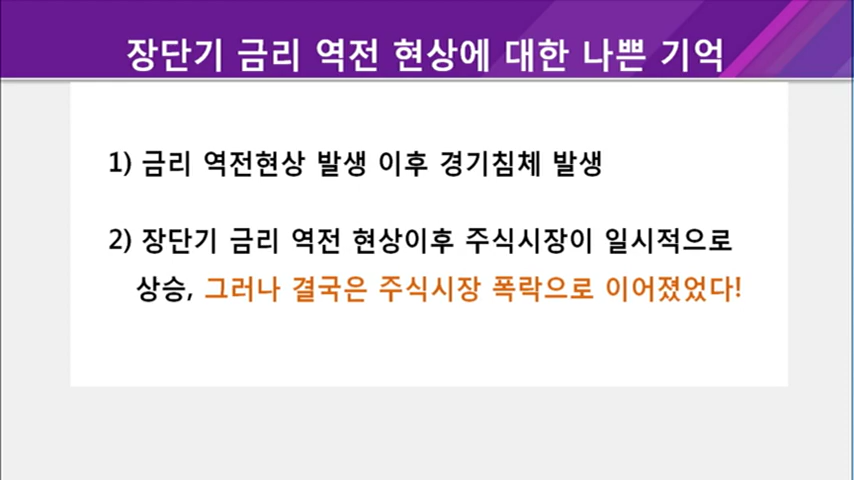 장단기 금리 역전 현상에 대한 나쁜 기억
1) 금리 역전현상 발생 이후 경기침체 발생
2) 장단기 금리 역전 현상이후 주식시장이 일시적으로
상승, 그러나 결국은 주식시장 폭락으로 이어졌었다!